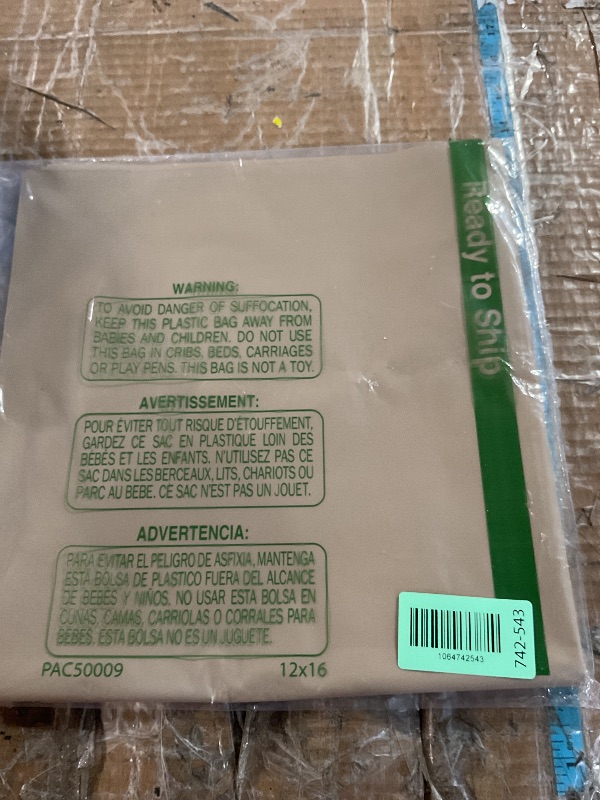 Ready to Ship
WARNING:
TO AVOID DANGER OF SUFFOCATION,
KEEP THIS PLASTIC BAG AWAY FROM
BABIES AND CHILDREN. DO NOT USE
THIS BAG IN CRIBS, BEDS, CARRIAGES
OR PLAY PENS. THIS BAG IS NOT A TOY.
AVERTISSEMENT:
POUR ÉVITER TOUT RISQUE D'ÉTOUFFEMENT,
GARDEZ CE SAC EN PLASTIQUE LOIN DES
BÉBÉS ET LES ENFANTS. N'UTILISEZ PAS CE
SAC DANS LES BERCEAUX, LITS, CHARIOTS OU
PARC AU BEBE. CE SAC N'EST PAS UN JOUET.
ADVERTENCIA:
PARA EVITAR EL PELIGRO DE ASFIXIA, MANTENGA
ESTA BOLSA DE PLASTICO FUERA DEL ALCANCE
DE BEBÉS Y NIÑOS. NO USAR ESTA BOLSA EN
CUNAS, CAMAS, CARRIOLAS O CORRALES PARA
BEBÉS. ESTA BOLSA NO ES UN JUGUETE.
PAC50009 12x16
1064742543
742-543